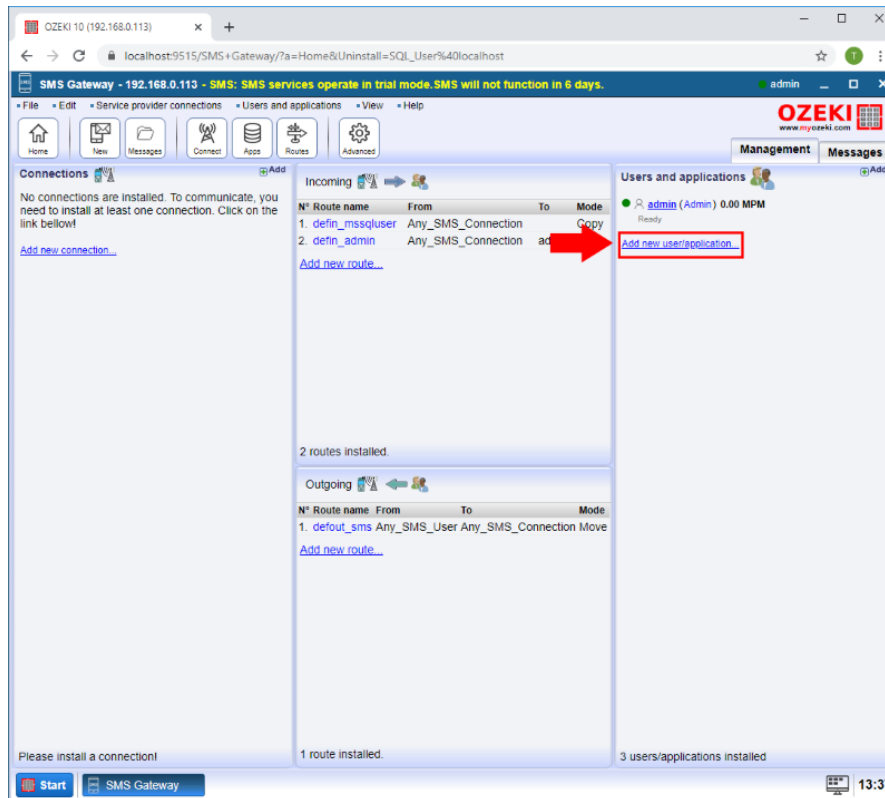 OZEKI 10 (192.168.0.113)
localhost:9515/SMS+Gateway/?a=Home&Uninstall=SQL_User%40localhost
T
SMS Gateway - 192.168.0.113 - SMS: SMS services operate in trial mode.SMS will not function in 6 days.
admin
File Edit Service provider connections Users and applications View Help
OZEKI
www.myozeki.com
Home New Messages Connect Apps Routes Advanced
Management Messages
Connections Add
No connections are installed. To communicate, you
need to install at least one connection. Click on the
link bellow!
Add new connection...
Please install a connection!
Incoming
N° Route name From To Mode
1. defin_mssqluser Any_SMS_Connection Copy
2. defin_admin Any_SMS_Connection
Add new route...
2 routes installed.
Outgoing
N° Route name From To Mode
1. defout_sms Any_SMS_User Any_SMS_Connection Move
Add new route...
1 route installed.
Users and applications Add
admin (Admin) 0.00 MPM
Ready
Add new user/application...
3 users/applications installed
Start SMS Gateway